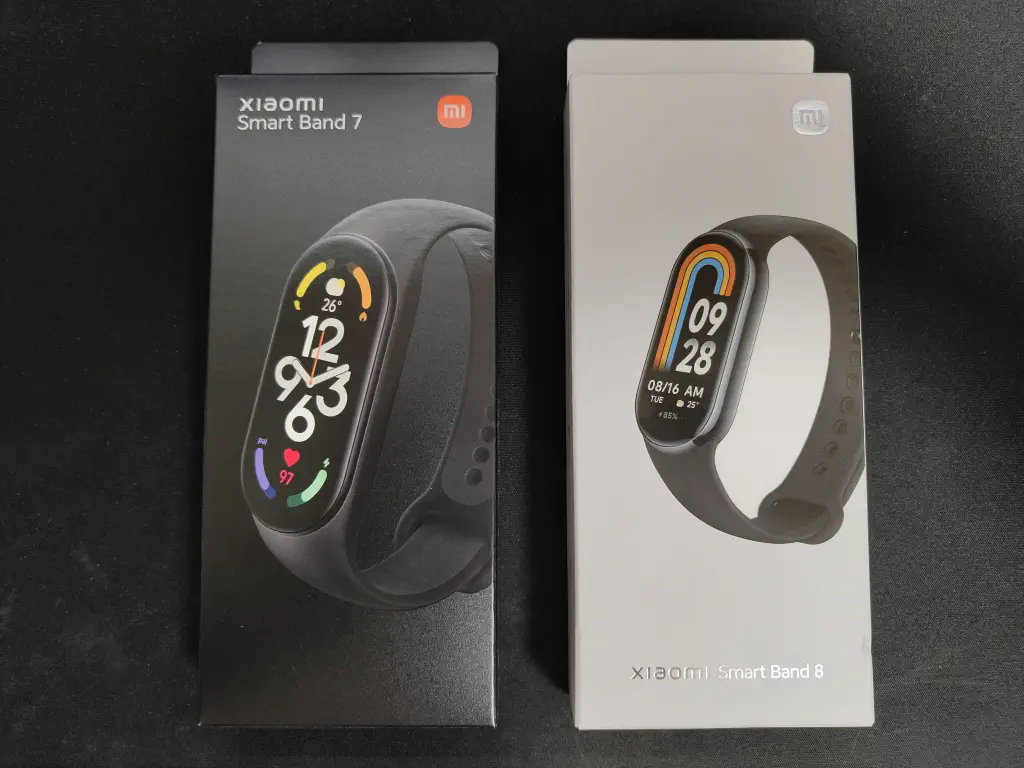 xiaomi
Smart Band 7
mi
26°
12
9 3
6
PAI
97
mi
09
28
08/16 AM
TUE 25°
85%
xiaomi Smart Band 8